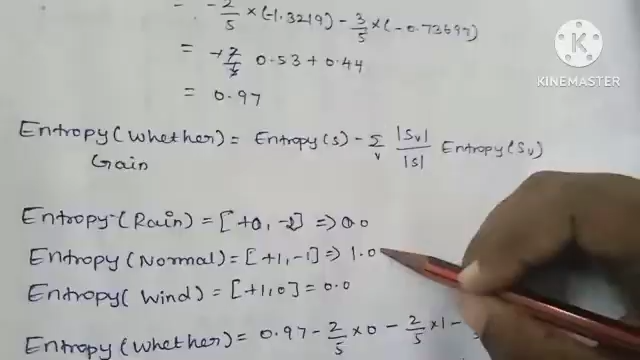 - -2/5 × (-1.3219) - 3/5 × (-0.73697)
KINEMASTER
= 0.53 + 0.44
= 0.97
Entropy (Whether) = Entropy (S) - Σ v |Sv|/|S| Entropy (Sv)
Gain
Entropy (Rain) = [+0, -2] => 0.0
Entropy (Normal) = [+1, -1] => 1.0
Entropy ( Wind) = [+1, 0] = 0.0
Entropy (Whether) = 0.97 - 2/5 × 0 - 2/5 × 1 -